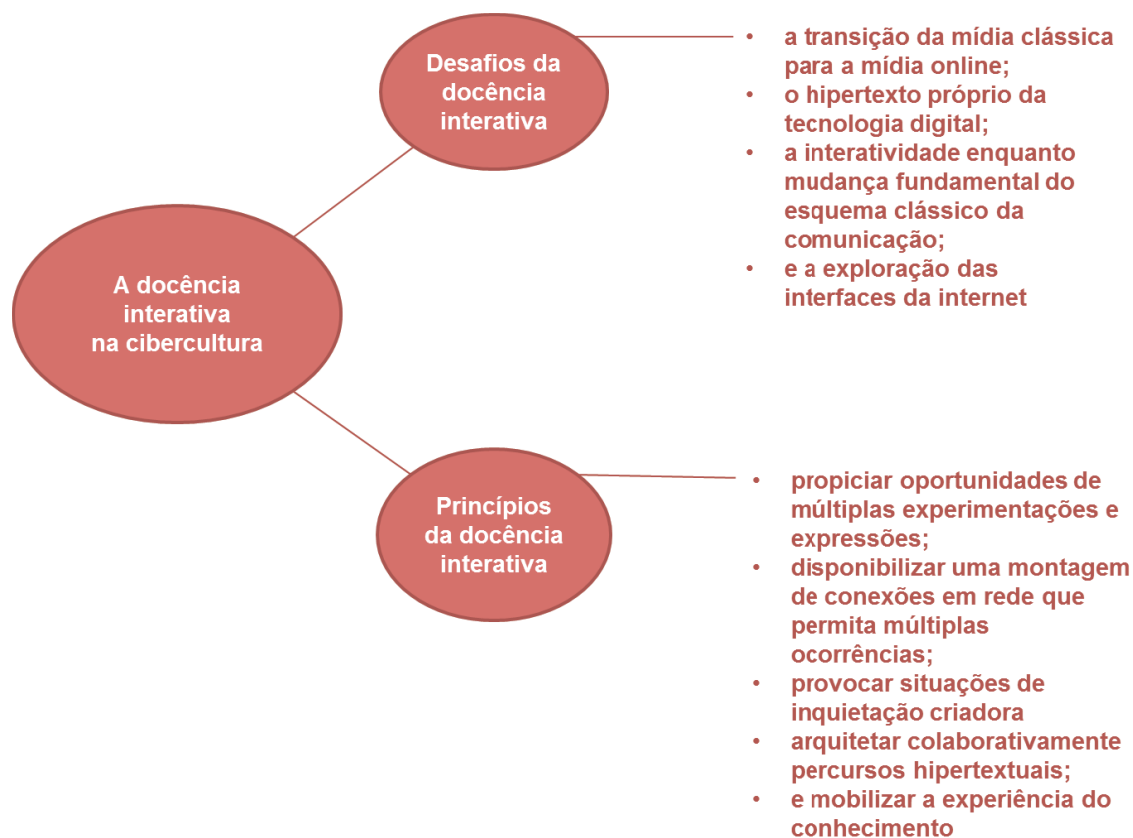 Desafios da
docência
interativa
• a transição da mídia clássica
para a mídia online;
• o hipertexto próprio da
tecnologia digital;
• a interatividade enquanto
mudança fundamental do
esquema clássico da
comunicação;
• e a exploração das
interfaces da internet
A docência
interativa
na cibercultura
Princípios
da docência
interativa
• propiciar oportunidades de
múltiplas experimentações e
expressões;
• disponibilizar uma montagem
de conexões em rede que
permita múltiplas
ocorrências;
• provocar situações de
inquietação criadora
• arquitetar colaborativamente
percursos hipertextuais;
• e mobilizar a experiência do
conhecimento